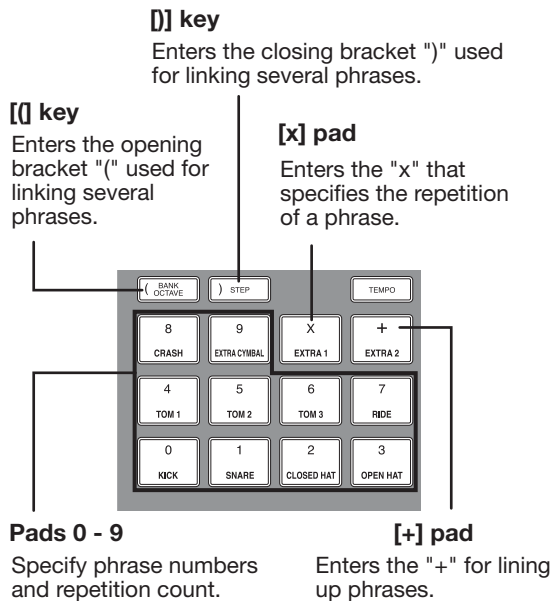 [)] key
Enters the closing bracket ")" used
for linking several phrases.
[(] key
Enters the opening
bracket "(" used for
linking several
phrases.
[x] pad
Enters the "x" that
specifies the repetition
of a phrase.
( BANK
OCTAVE
) STEP
TEMPO
8
CRASH
9
EXTRA CYMBAL
X
EXTRA 1
+
EXTRA 2
4
TOM 1
5
TOM 2
6
TOM 3
7
RIDE
0
KICK
1
SNARE
2
CLOSED HAT
3
OPEN HAT
Pads 0 - 9
Specify phrase numbers
and repetition count.
[+] pad
Enters the "+" for lining
up phrases.